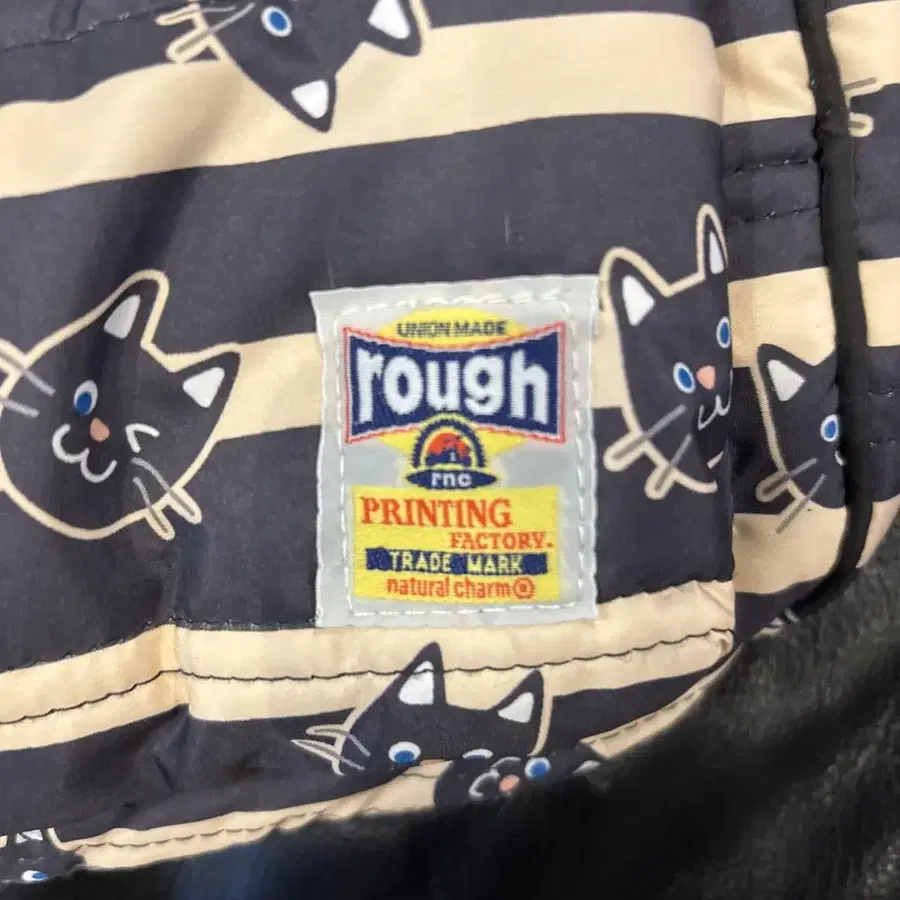 UNION MADE
rough
rnc
PRINTING
FACTORY.
TRADE MARK
natural charm®